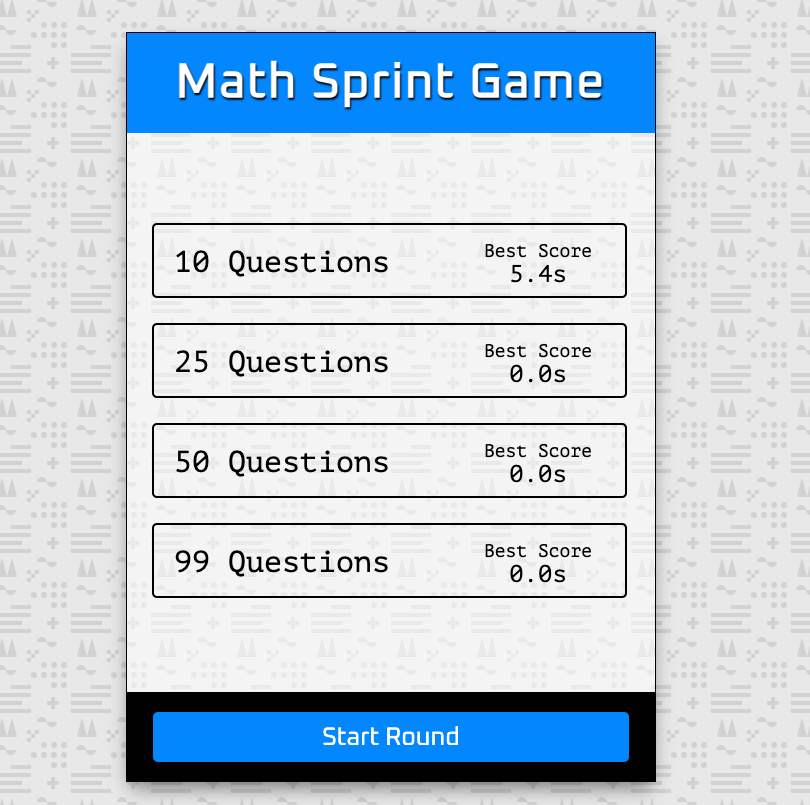 Math Sprint Game
10 Questions
Best Score
5.4s
25 Questions
Best Score
0.0s
50 Questions
Best Score
0.0s
99 Questions
Best Score
0.0s
Start Round